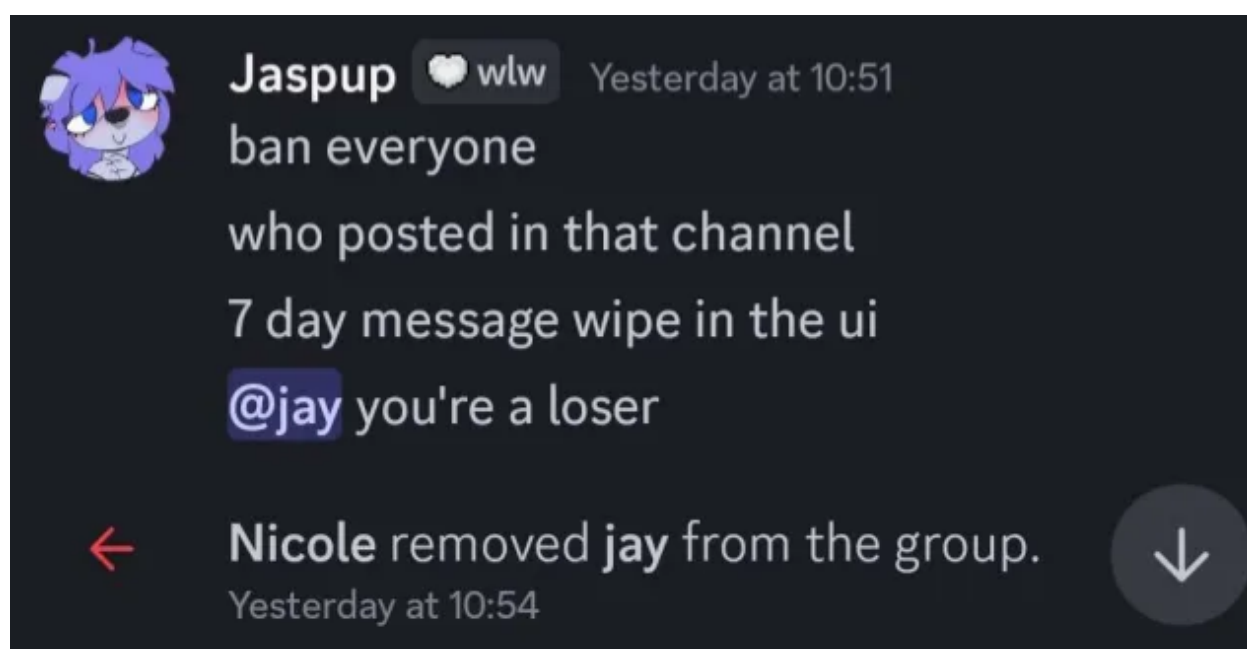 Jaspup 🤍 wlw Yesterday at 10:51
ban everyone
who posted in that channel
7 day message wipe in the ui
@jay you're a loser
Nicole removed jay from the group.
Yesterday at 10:54